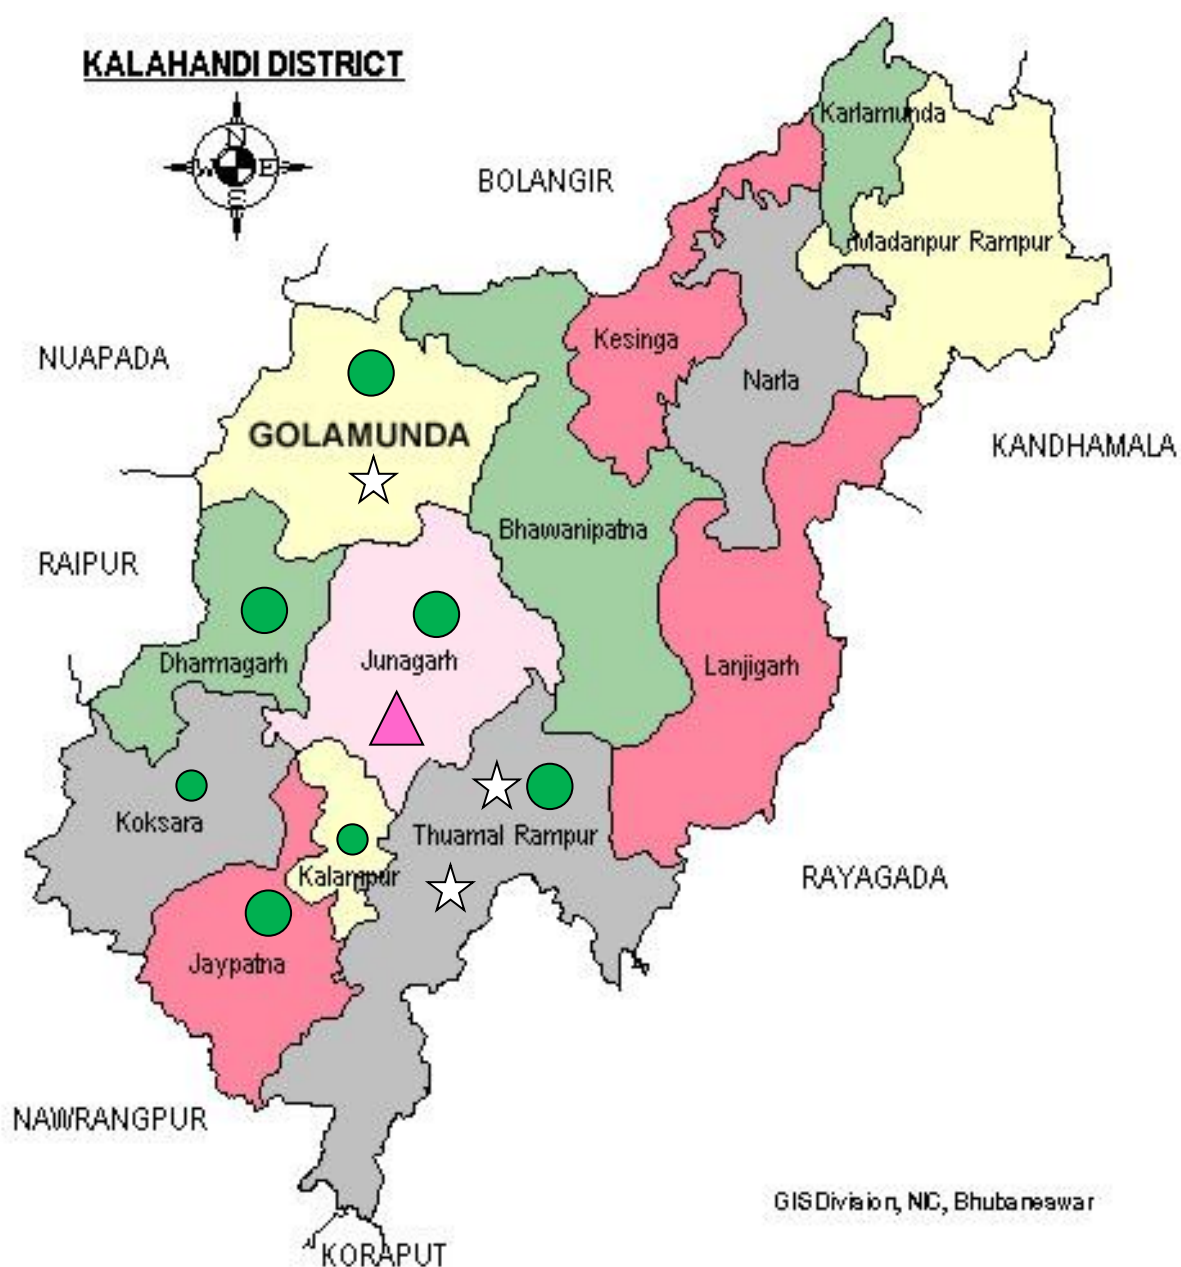 KALAHANDI DISTRICT
N
W E
S
Karlamunda
BOLANGIR
Madanpur Rampur
NUAPADA
Kesinga
Narla
GOLAMUNDA
KANDHAMALA
Bhawanipatna
RAIPUR
Dharmagarh
Junagarh
Lanjigarh
Koksara
Thuamal Rampur
Kalampur
RAYAGADA
Jaypatna
NAWRANGPUR
GIS Division, NIC, Bhubaneswar
KORAPUT